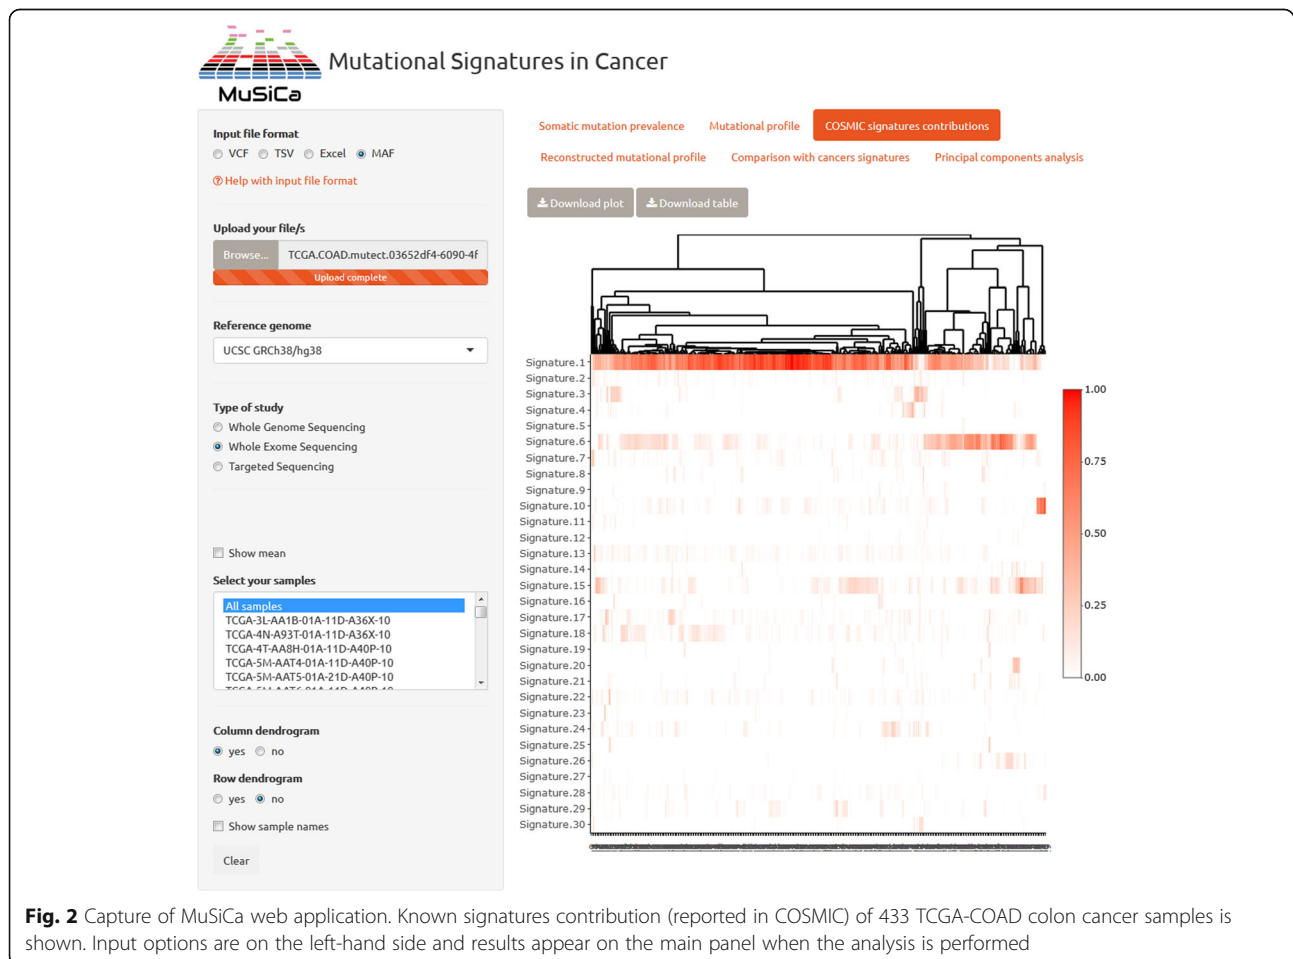 Mutational Signatures in Cancer
MuSiCa
Input file format
VCF TSV Excel MAF
Help with input file format
Upload your file/s
Browse... TCGA.COAD.mutect.03652df4-6090-4f
Upload complete
Reference genome
UCSC GRCh38/hg38
Type of study
Whole Genome Sequencing
Whole Exome Sequencing
Targeted Sequencing
Show mean
Select your samples
All samples
TCGA-3L-AA1B-01A-11D-A36X-10
TCGA-4N-A93T-01A-11D-A36X-10
TCGA-4T-AA8H-01A-11D-A40P-10
TCGA-5M-AAT4-01A-11D-A40P-10
TCGA-5M-AAT5-01A-21D-A40P-10
TCGA-5M-AAT6-01A-11D-A40P-10
Column dendrogram
yes no
Row dendrogram
yes no
Show sample names
Clear
Somatic mutation prevalence Mutational profile COSMIC signatures contributions
Reconstructed mutational profile Comparison with cancers signatures Principal components analysis
Download plot Download table
Signature.1
Signature.2
Signature.3
Signature.4
Signature.5
Signature.6
Signature.7
Signature.8
Signature.9
Signature.10
Signature.11
Signature.12
Signature.13
Signature.14
Signature.15
Signature.16
Signature.17
Signature.18
Signature.19
Signature.20
Signature.21
Signature.22
Signature.23
Signature.24
Signature.25
Signature.26
Signature.27
Signature.28
Signature.29
Signature.30
1.00
0.75
0.50
0.25
0.00
Fig. 2 Capture of MuSiCa web application. Known signatures contribution (reported in COSMIC) of 433 TCGA-COAD colon cancer samples is
shown. Input options are on the left-hand side and results appear on the main panel when the analysis is performed